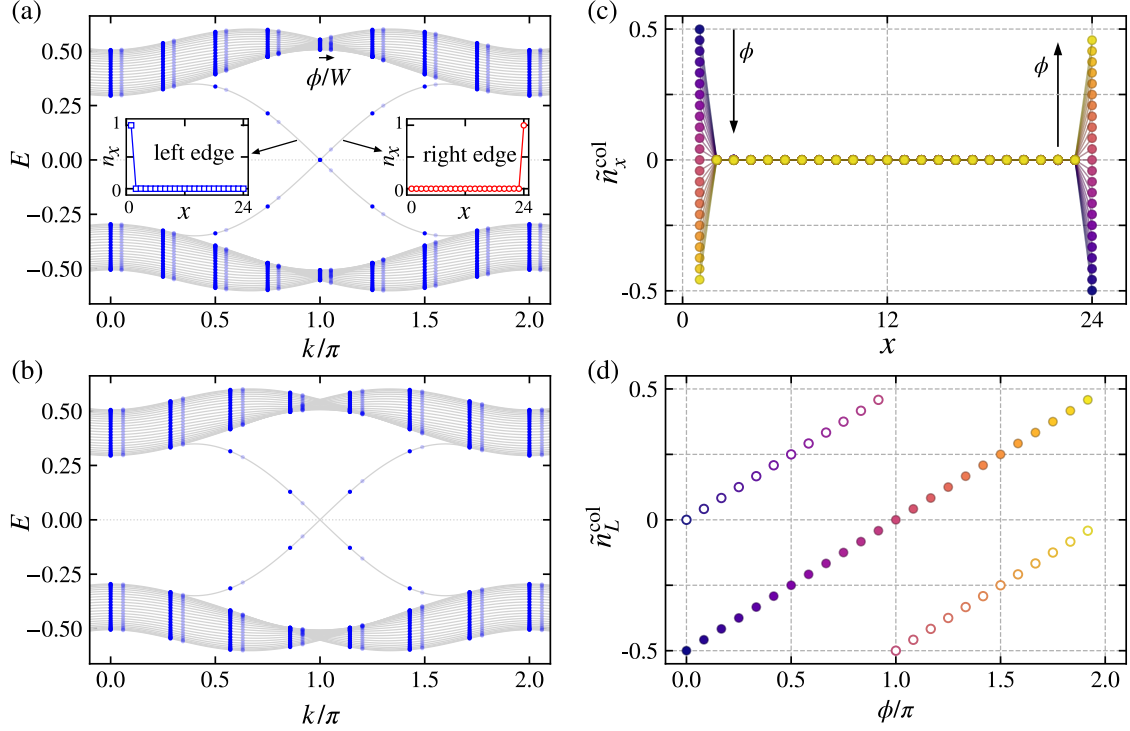 (a)
0.50
0.25
0.00
−0.25
−0.50
E
ϕ/W
1
0
n_x
left edge
0
24
x
1
0
n_x
right edge
0
24
x
0.0
0.5
1.0
1.5
2.0
k/π
(b)
0.50
0.25
0.00
−0.25
−0.50
E
0.0
0.5
1.0
1.5
2.0
k/π
(c)
0.5
0
-0.5
ñ_x^col
ϕ
ϕ
0
12
24
x
(d)
0.5
0
-0.5
ñ_L^col
0.0
0.5
1.0
1.5
2.0
ϕ/π